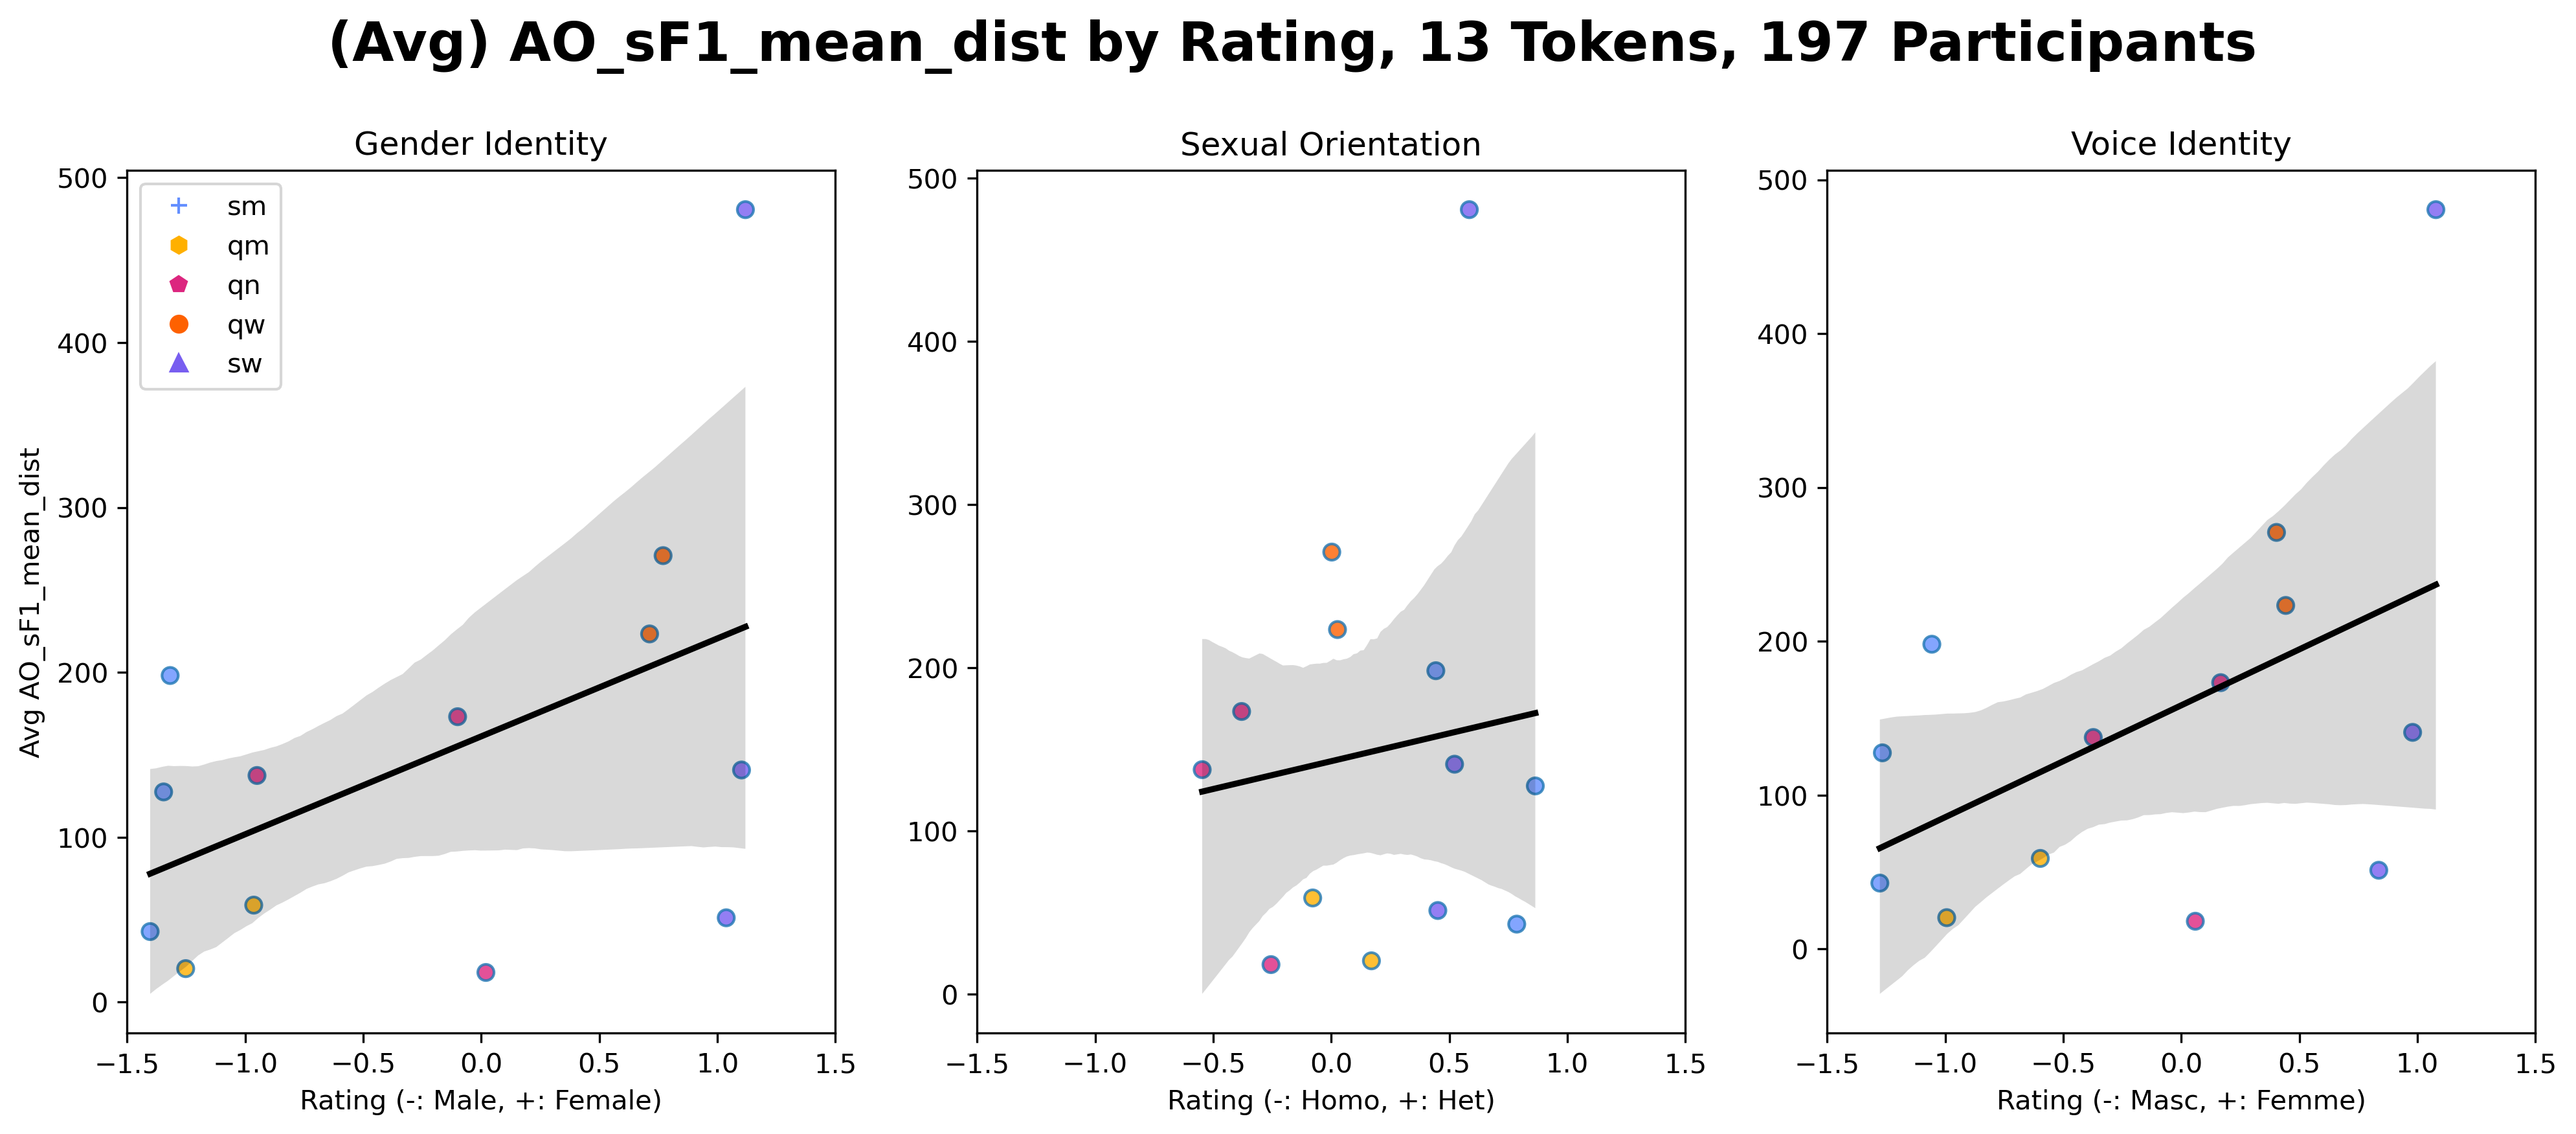 (Avg) AO_sF1_mean_dist by Rating, 13 Tokens, 197 Participants
Gender Identity
Sexual Orientation
Voice Identity
Avg AO_sF1_mean_dist
500
400
300
200
100
0
sm
qm
qn
qw
sw
−1.5 −1.0 −0.5 0.0 0.5 1.0 1.5
Rating (-: Male, +: Female)
500
400
300
200
100
0
−1.5 −1.0 −0.5 0.0 0.5 1.0 1.5
Rating (-: Homo, +: Het)
500
400
300
200
100
0
−1.5 −1.0 −0.5 0.0 0.5 1.0 1.5
Rating (-: Masc, +: Femme)